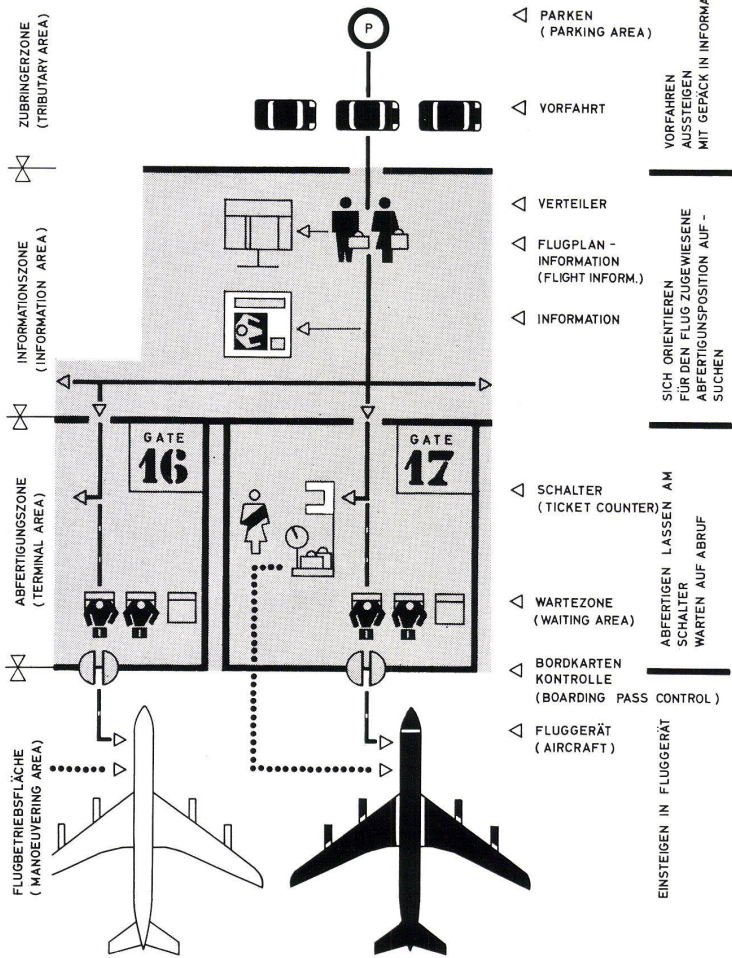 ZUBRINGERZONE
(TRIBUTARY AREA)
INFORMATIONSZONE
(INFORMATION AREA)
ABFERTIGUNGSZONE
(TERMINAL AREA)
FLUGBETRIEBSFLÄCHE
(MANOEUVERING AREA)
P
GATE
16
GATE
17
PARKEN
(PARKING AREA)
VORFAHRT
VERTEILER
FLUGPLAN-
INFORMATION
(FLIGHT INFORM.)
INFORMATION
SCHALTER
(TICKET COUNTER)
WARTEZONE
(WAITING AREA)
BORDKARTEN
KONTROLLE
(BOARDING PASS CONTROL)
FLUGGERÄT
(AIRCRAFT)
VORFAHREN
AUSSTEIGEN
MIT GEPÄCK IN
SICH ORIENTIEREN
FÜR DEN FLUG ZUGEWIESENE
ABFERTIGUNSPOSITION AUF-
SUCHEN
ABFERTIGEN LASSEN AM
SCHALTER
WARTEN AUF ABRUF
EINSTEIGEN IN FLUGGERÄT